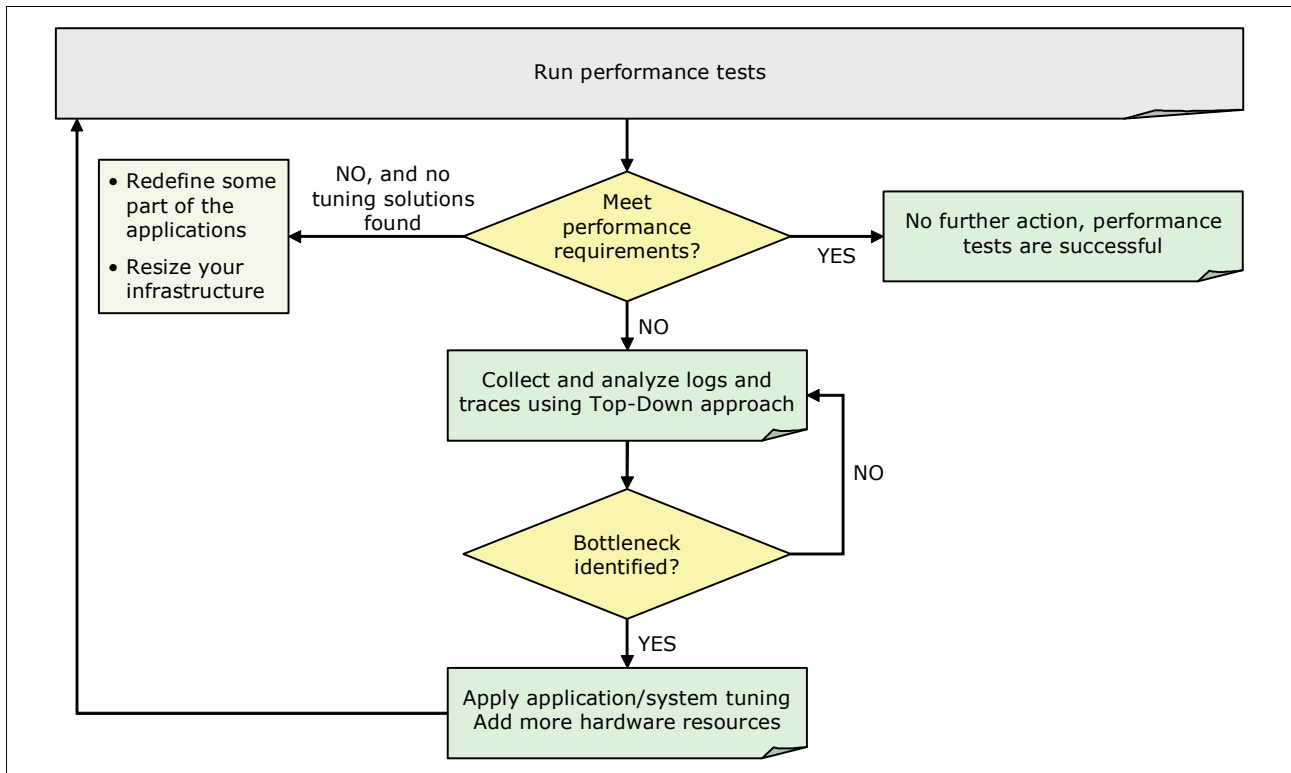 Run performance tests
NO, and no
tuning solutions
found
• Redefine some
part of the
applications
• Resize your
infrastructure
Meet
performance
requirements?
YES
No further action, performance
tests are successful
NO
Collect and analyze logs and
traces using Top-Down approach
NO
Bottleneck
identified?
YES
Apply application/system tuning
Add more hardware resources